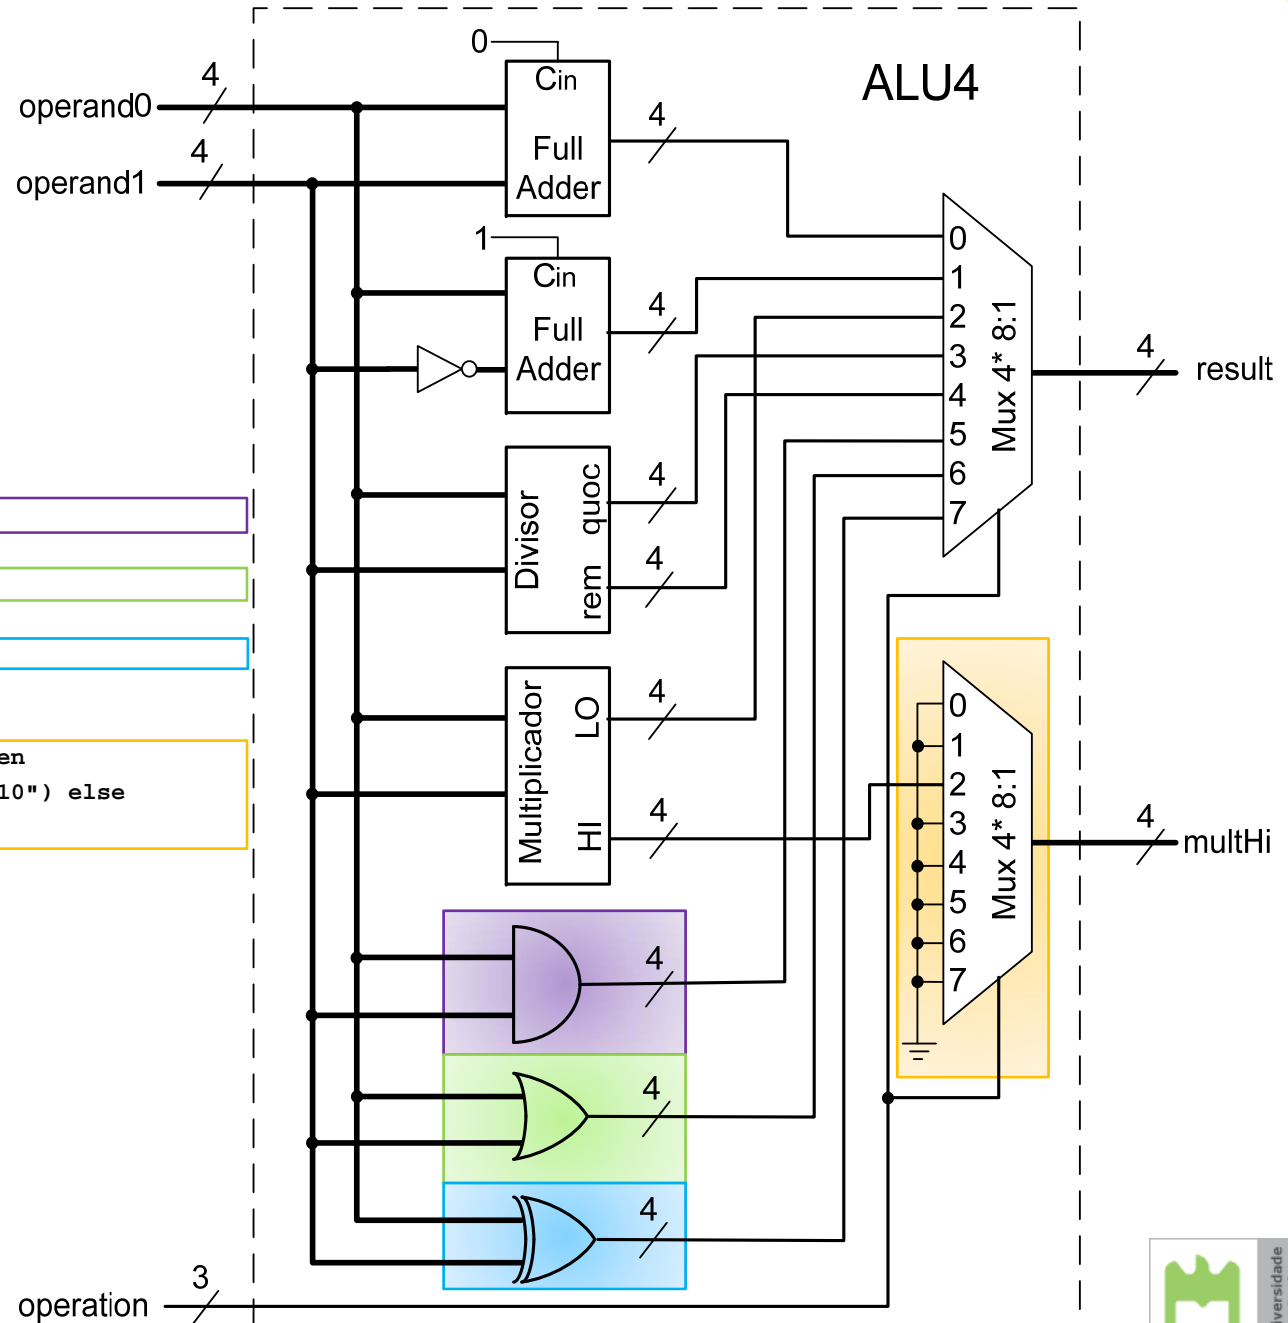 ALU4
operand0
4
operand1
4
0
Cin
Full
Adder
4
1
Cin
Full
Adder
4
Divisor
quoc
rem
4
4
Multiplicador
LO
HI
4
4
4
4
4
0
1
2
3
4
5
6
7
Mux 4* 8:1
4
result
0
1
2
3
4
5
6
7
Mux 4* 8:1
4
multHi
en
10") else
operation
3
versidade